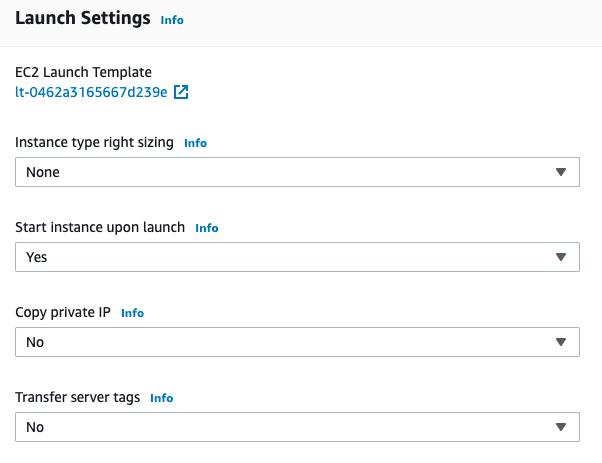 Launch Settings Info
EC2 Launch Template
lt-0462a3165667d239e
Instance type right sizing Info
None
Start instance upon launch Info
Yes
Copy private IP Info
No
Transfer server tags Info
No